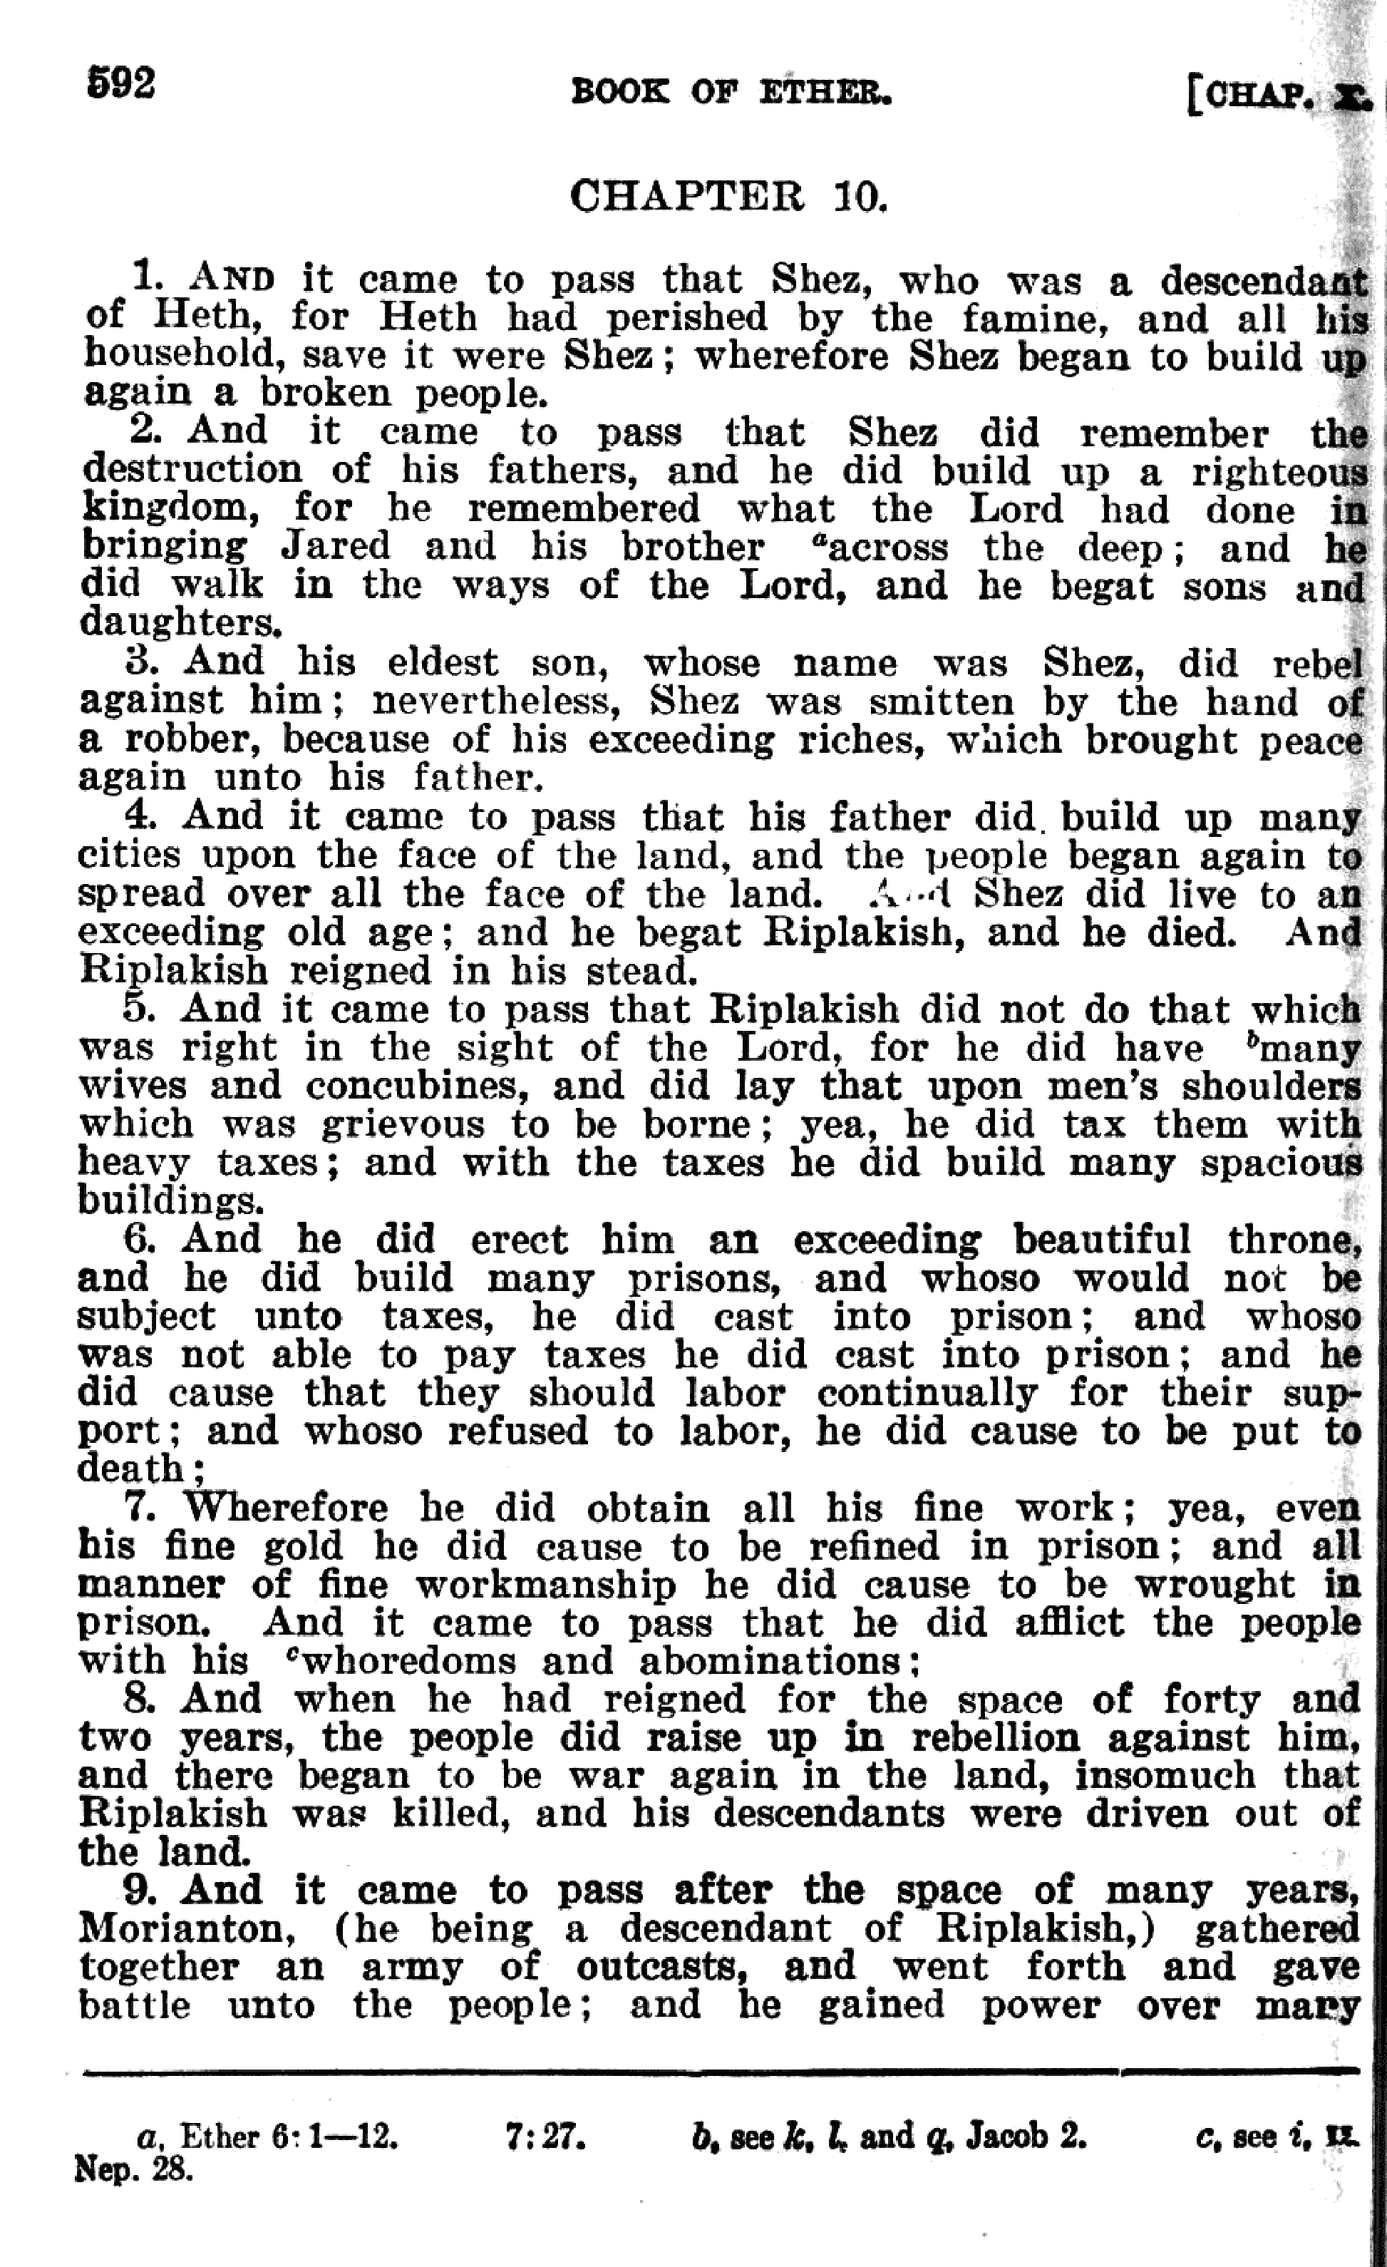 592 BOOK OF ETHER. [CHAP. X.
CHAPTER 10.
1. AND it came to pass that Shez, who was a descendant
of Heth, for Heth had perished by the famine, and all his
household, save it were Shez; wherefore Shez began to build up
again a broken people.
2. And it came to pass that Shez did remember the
destruction of his fathers, and he did build up a righteous
kingdom, for he remembered what the Lord had done in
bringing Jared and his brother ᵃacross the deep; and he
did walk in the ways of the Lord, and he begat sons and
daughters.
3. And his eldest son, whose name was Shez, did rebel
against him; nevertheless, Shez was smitten by the hand of
a robber, because of his exceeding riches, which brought peace
again unto his father.
4. And it came to pass that his father did build up many
cities upon the face of the land, and the people began again to
spread over all the face of the land. And Shez did live to an
exceeding old age; and he begat Riplakish, and he died. And
Riplakish reigned in his stead.
5. And it came to pass that Riplakish did not do that which
was right in the sight of the Lord, for he did have ᵇmany
wives and concubines, and did lay that upon men's shoulders
which was grievous to be borne; yea, he did tax them with
heavy taxes; and with the taxes he did build many spacious
buildings.
6. And he did erect him an exceeding beautiful throne,
and he did build many prisons, and whoso would not be
subject unto taxes, he did cast into prison; and whoso
was not able to pay taxes he did cast into prison; and he
did cause that they should labor continually for their sup-
port; and whoso refused to labor, he did cause to be put to
death;
7. Wherefore he did obtain all his fine work; yea, even
his fine gold he did cause to be refined in prison; and all
manner of fine workmanship he did cause to be wrought in
prison. And it came to pass that he did afflict the people
with his ᶜwhoredoms and abominations;
8. And when he had reigned for the space of forty and
two years, the people did raise up in rebellion against him,
and there began to be war again in the land, insomuch that
Riplakish was killed, and his descendants were driven out of
the land.
9. And it came to pass after the space of many years,
Morianton, (he being a descendant of Riplakish,) gathered
together an army of outcasts, and went forth and gave
battle unto the people; and he gained power over many
a, Ether 6: 1—12. 7: 27. b, see k, l, and q, Jacob 2. c, see i, II.
Nep. 28.